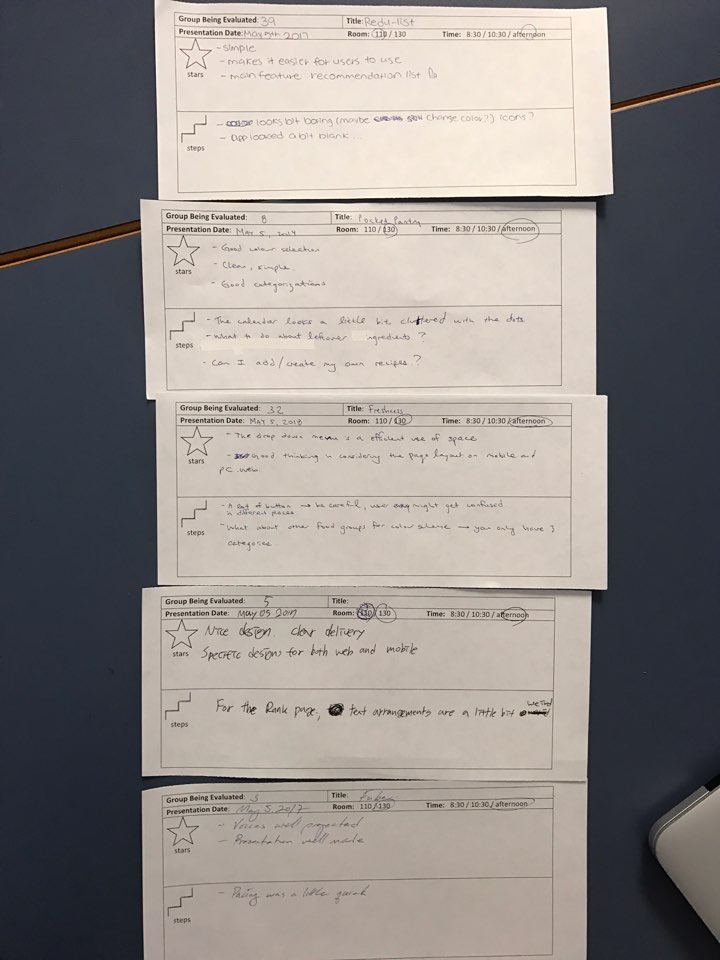 Group Being Evaluated: 39 Title: Redu-list
Presentation Date: May 5th 2017 Room: 110 / 130 Time: 8:30 / 10:30 / afternoon
stars
- simple
- makes it easier for users to use
- main feature recommendation list
steps
- looks bit boring (maybe change color?) icons?
- app looked a bit blank...
Group Being Evaluated: 8 Title: Pocket Pantry
Presentation Date: May 5, 2017 Room: 110 / 130 Time: 8:30 / 10:30 / afternoon
stars
- Good colour selection
- Clear, simple
- Good categorizations
steps
- The calendar looks a little bit cluttered with the dots.
- What to do about leftover ingredients?
- Can I add/create my own recipes?
Group Being Evaluated: 32 Title:
Presentation Date: May 5, 2018 Room: 110 / 130 Time: 8:30 / 10:30 / afternoon
stars
- The drop down menu is a efficient use of space
- Good thinking in considering the page layout on mobile and
PC web.
steps
- A lot of button → be careful, user might get confused
in different places
- What about other food groups for colour scheme → you only have 3
categories
Group Being Evaluated: 5 Title:
Presentation Date: May 05 2017 Room: 110 / 130 Time: 8:30 / 10:30 / afternoon
stars
Nice design. Clear delivery
Specific designs for both web and mobile
steps
For the Rank page, text arrangements are a little bit weird
Group Being Evaluated: 5 Title:
Presentation Date: May 5, 2017 Room: 110 / 130 Time: 8:30 / 10:30 / afternoon
stars
- Voices well projected
- Presentation well made
steps
- Pacing was a little quick